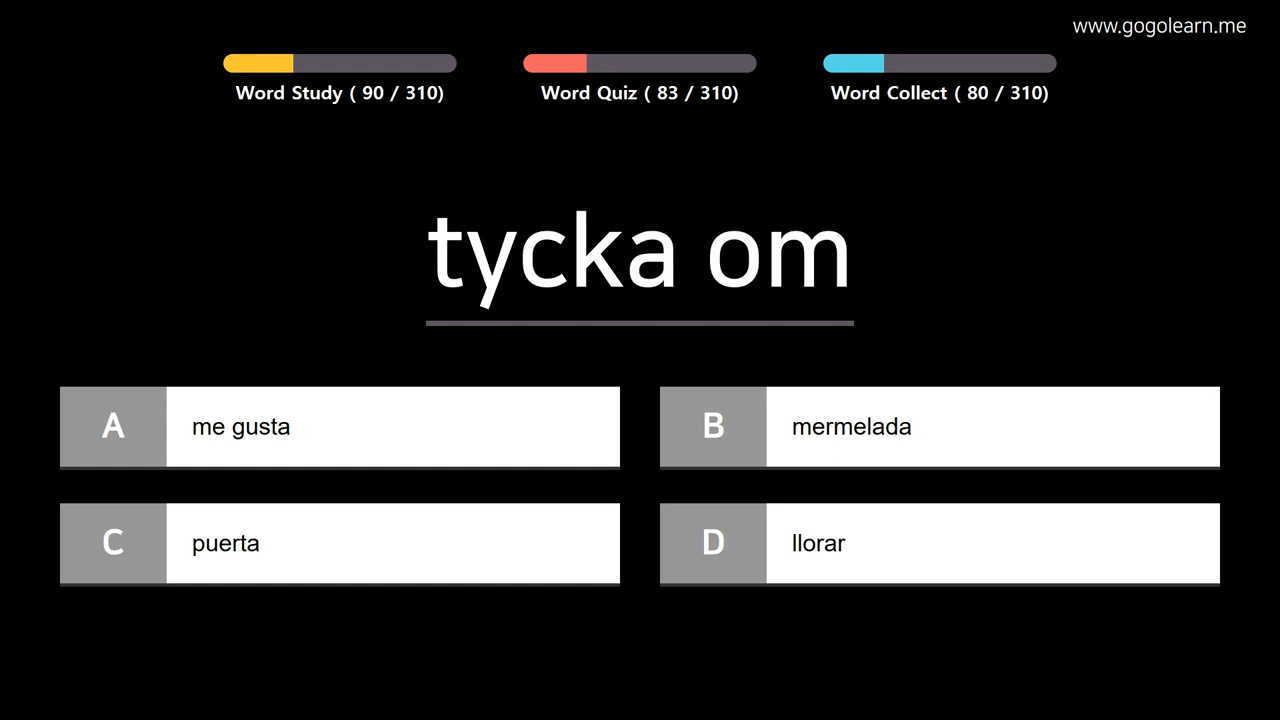 www.gogolearn.me
Word Study ( 90 / 310)
Word Quiz ( 83 / 310)
Word Collect ( 80 / 310)
tycka om
A me gusta
B mermelada
C puerta
D llorar